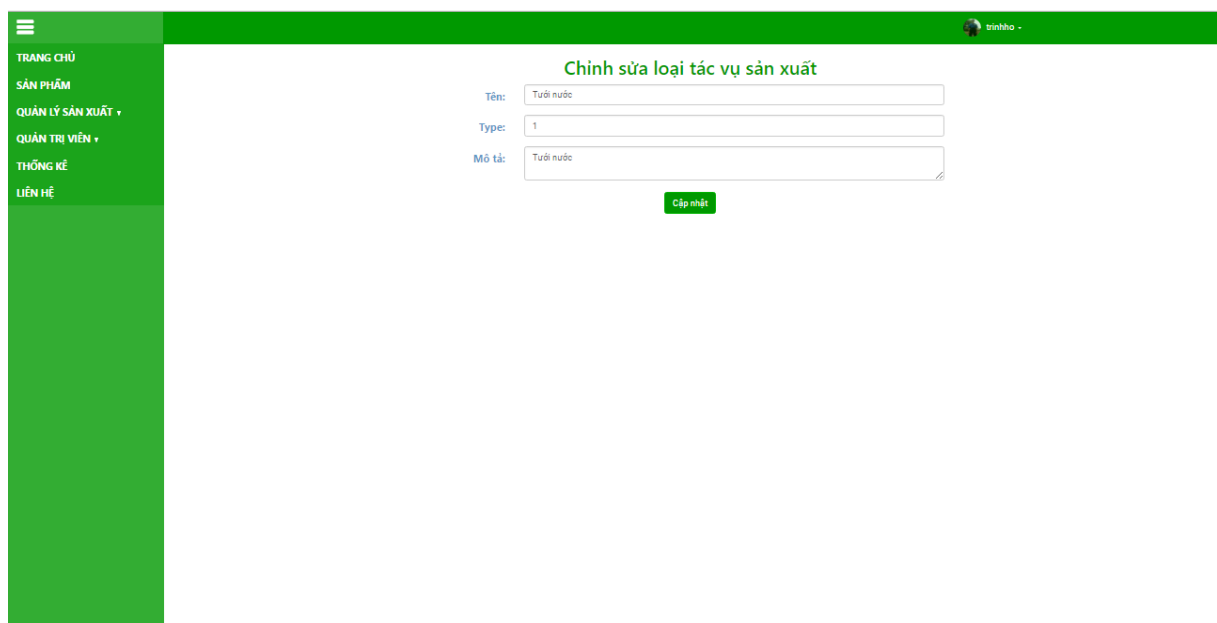 trinhho
TRANG CHỦ
SẢN PHẨM
QUẢN LÝ SẢN XUẤT
QUẢN TRỊ VIÊN
THỐNG KÊ
LIÊN HỆ
Chỉnh sửa loại tác vụ sản xuất
Tên: Tưới nước
Type: 1
Mô tả: Tưới nước
Cập nhật